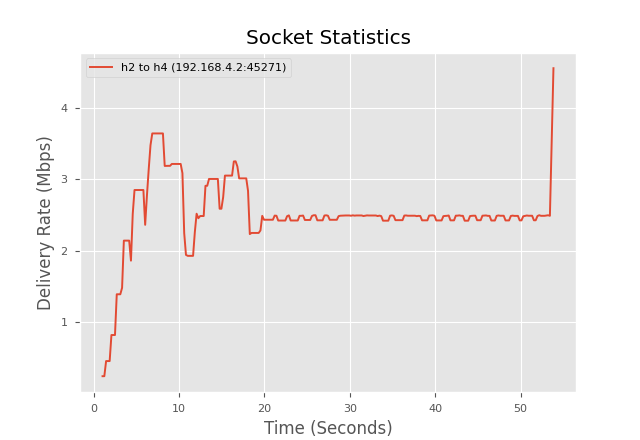 Socket Statistics
h2 to h4 (192.168.4.2:45271)
Delivery Rate (Mbps)
4
3
2
1
0 10 20 30 40 50
Time (Seconds)